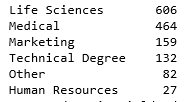 Life Sciences 606
Medical 464
Marketing 159
Technical Degree 132
Other 82
Human Resources 27